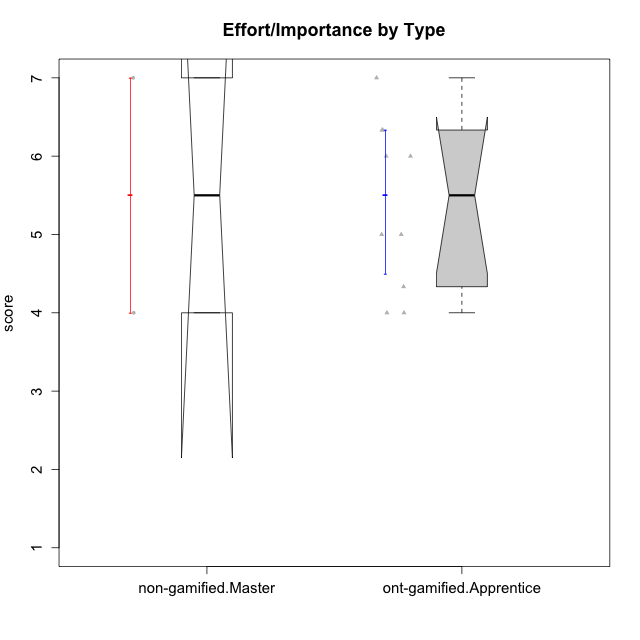 Effort/Importance by Type
score
7
6
5
4
3
2
1
non-gamified.Master
ont-gamified.Apprentice